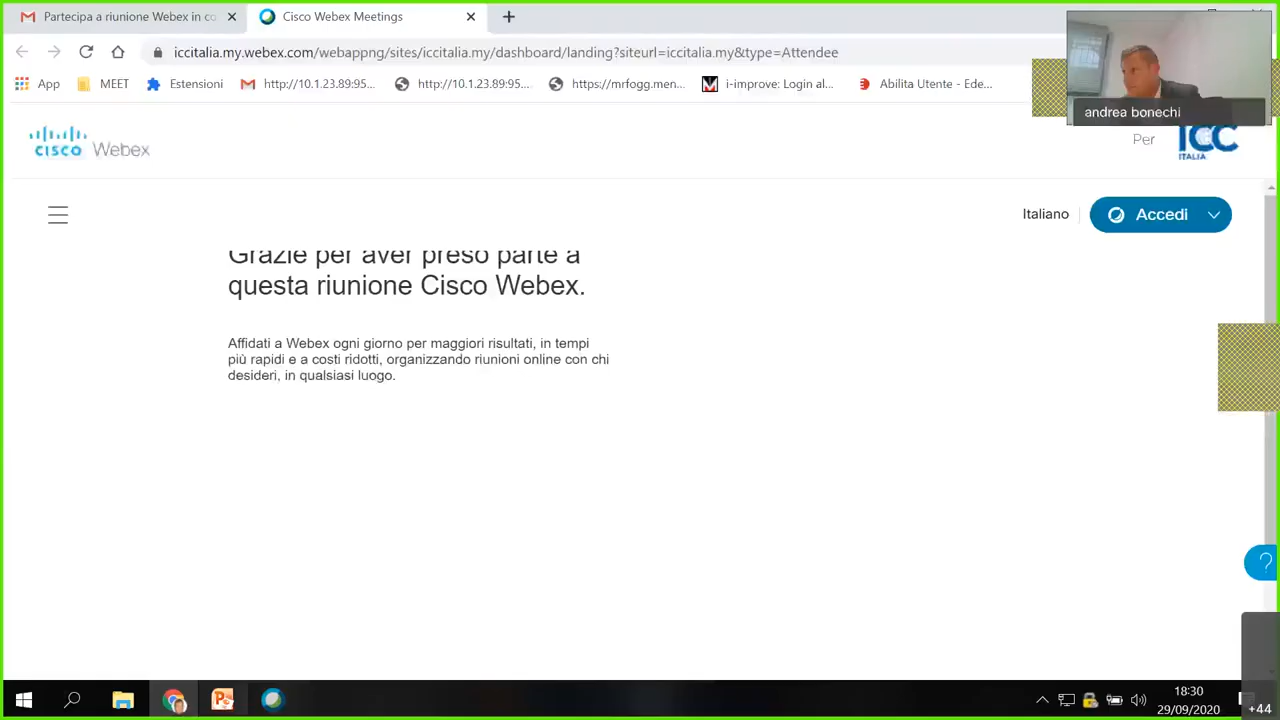 Partecipa a riunione Webex in co
Cisco Webex Meetings
iccitalia.my.webex.com/webappng/sites/iccitalia.my/dashboard/landing?siteurl=iccitalia.my&type=Attendee
App
MEET
Estensioni
http://10.1.23.89:95...
http://10.1.23.89:95...
https://mrfogg.men...
i-improve: Login al...
Abilita Utente - Ede...
andrea bonechi
CISCO Webex
Per
ICC
ITALIA
Italiano
Accedi
Grazie per aver preso parte a
questa riunione Cisco Webex.
Affidati a Webex ogni giorno per maggiori risultati, in tempi
più rapidi e a costi ridotti, organizzando riunioni online con chi
desideri, in qualsiasi luogo.
?
18:30
29/09/2020
+44